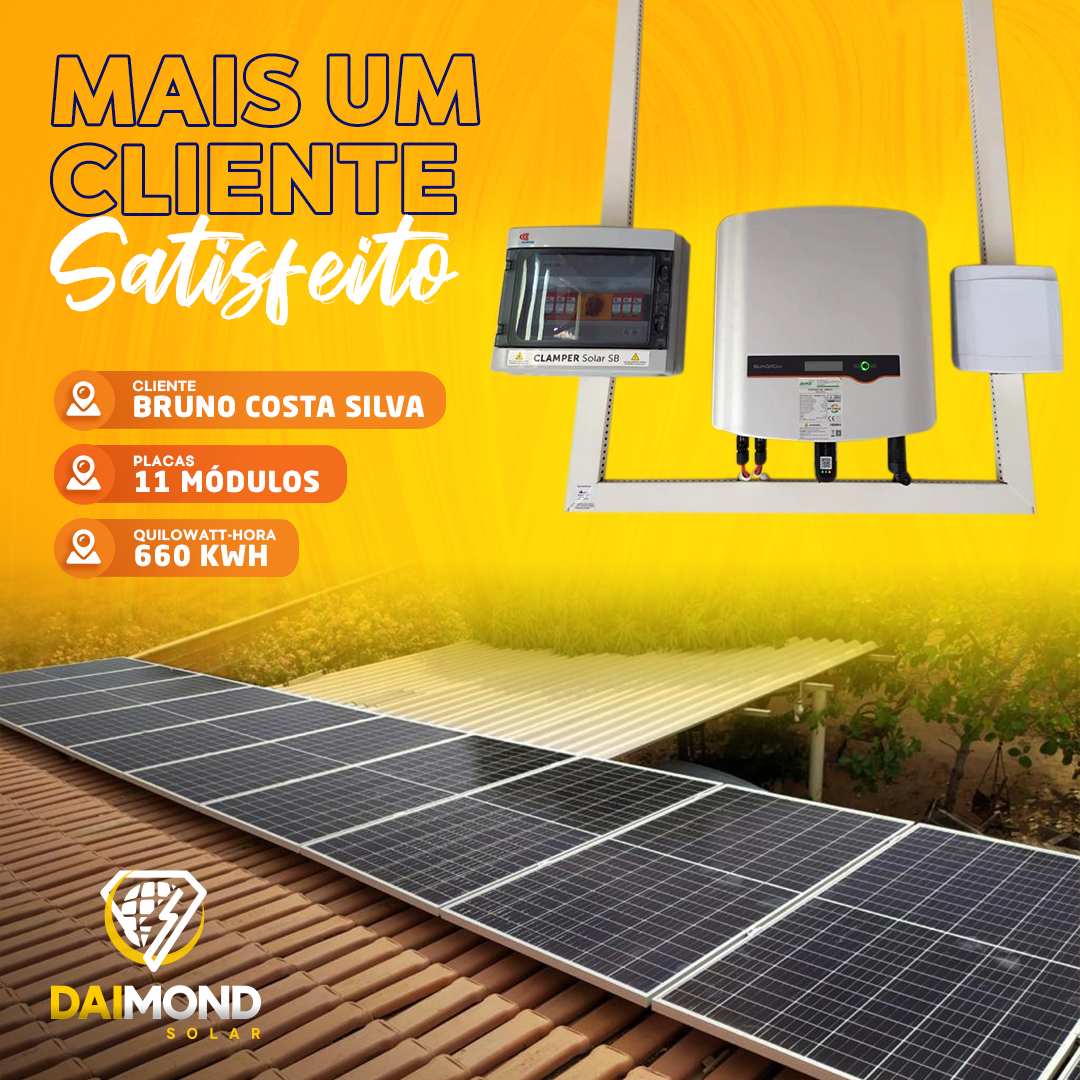 MAIS UM
CLIENTE
Satisfeito
CLIENTE
BRUNO COSTA SILVA
PLACAS
11 MÓDULOS
QUILOWATT-HORA
660 KWH
CLAMPER Solar SB
SUNGROW
DAIMOND
SOLAR